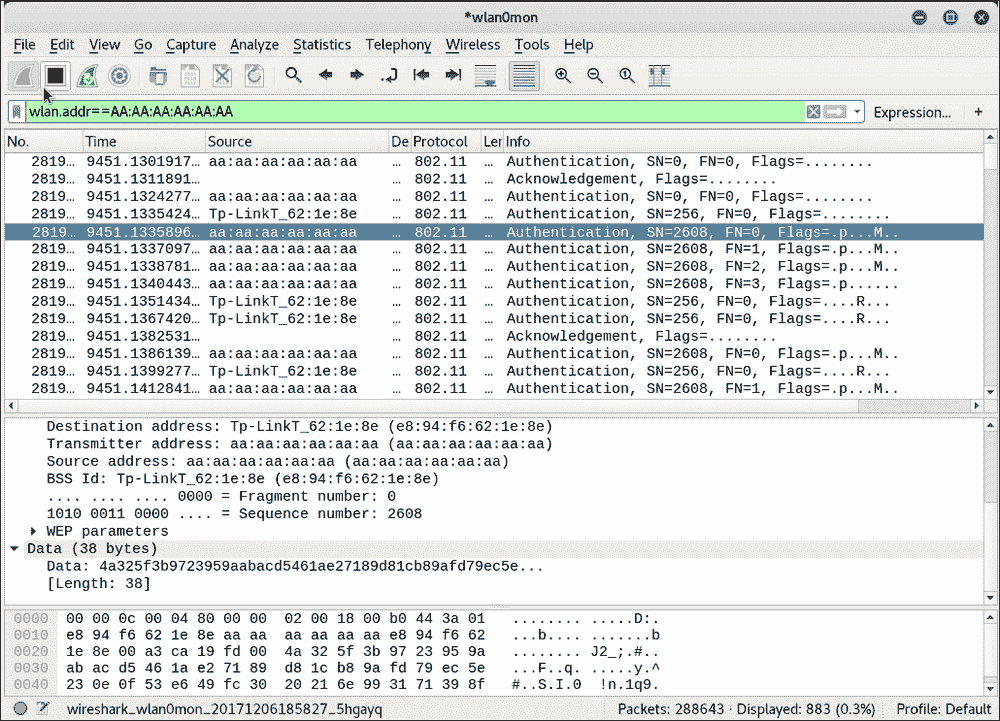 *wlan0mon
File Edit View Go Capture Analyze Statistics Telephony Wireless Tools Help
wlan.addr==AA:AA:AA:AA:AA:AA Expression... +
No. Time Source De Protocol Ler Info
2819… 9451.1301917… aa:aa:aa:aa:aa:aa … 802.11 … Authentication, SN=0, FN=0, Flags=........
2819… 9451.1311891… … 802.11 … Acknowledgement, Flags=........
2819… 9451.1324277… aa:aa:aa:aa:aa:aa … 802.11 … Authentication, SN=0, FN=0, Flags=........
2819… 9451.1335424… Tp-LinkT_62:1e:8e … 802.11 … Authentication, SN=256, FN=0, Flags=........
2819… 9451.1335896… aa:aa:aa:aa:aa:aa … 802.11 … Authentication, SN=2608, FN=0, Flags=.p...M..
2819… 9451.1337097… aa:aa:aa:aa:aa:aa … 802.11 … Authentication, SN=2608, FN=1, Flags=.p...M..
2819… 9451.1338781… aa:aa:aa:aa:aa:aa … 802.11 … Authentication, SN=2608, FN=2, Flags=.p...M..
2819… 9451.1340443… aa:aa:aa:aa:aa:aa … 802.11 … Authentication, SN=2608, FN=3, Flags=.p......
2819… 9451.1351434… Tp-LinkT_62:1e:8e … 802.11 … Authentication, SN=256, FN=0, Flags=....R...
2819… 9451.1367420… Tp-LinkT_62:1e:8e … 802.11 … Authentication, SN=256, FN=0, Flags=....R...
2819… 9451.1382531… … 802.11 … Acknowledgement, Flags=........
2819… 9451.1386139… aa:aa:aa:aa:aa:aa … 802.11 … Authentication, SN=2608, FN=0, Flags=.p...M..
2819… 9451.1399277… Tp-LinkT_62:1e:8e … 802.11 … Authentication, SN=256, FN=0, Flags=....R...
2819… 9451.1412841… aa:aa:aa:aa:aa:aa … 802.11 … Authentication, SN=2608, FN=1, Flags=.p...M..
Destination address: Tp-LinkT_62:1e:8e (e8:94:f6:62:1e:8e)
Transmitter address: aa:aa:aa:aa:aa:aa (aa:aa:aa:aa:aa:aa)
Source address: aa:aa:aa:aa:aa:aa (aa:aa:aa:aa:aa:aa)
BSS Id: Tp-LinkT_62:1e:8e (e8:94:f6:62:1e:8e)
.... .... .... 0000 = Fragment number: 0
1010 0011 0000 .... = Sequence number: 2608
WEP parameters
Data (38 bytes)
Data: 4a325f3b9723959aabacd5461ae27189d81cb89afd79ec5e...
[Length: 38]
0000 00 00 0c 00 04 80 00 00 02 00 18 00 b0 44 3a 01 ........ .....D:.
0010 e8 94 f6 62 1e 8e aa aa aa aa aa aa e8 94 f6 62 ...b.... .......b
0020 1e 8e 00 a3 ca 19 fd 00 4a 32 5f 3b 97 23 95 9a ........ J2_;.#..
0030 ab ac d5 46 1a e2 71 89 d8 1c b8 9a fd 79 ec 5e ...F..q. .....y.^
0040 23 0e 0f 53 e6 49 fc 30 20 21 6e 99 31 71 39 8f #..S.I.0 !n.1q9.
wireshark_wlan0mon_20171206185827_5hgayq Packets: 288643 · Displayed: 883 (0.3%) Profile: Default